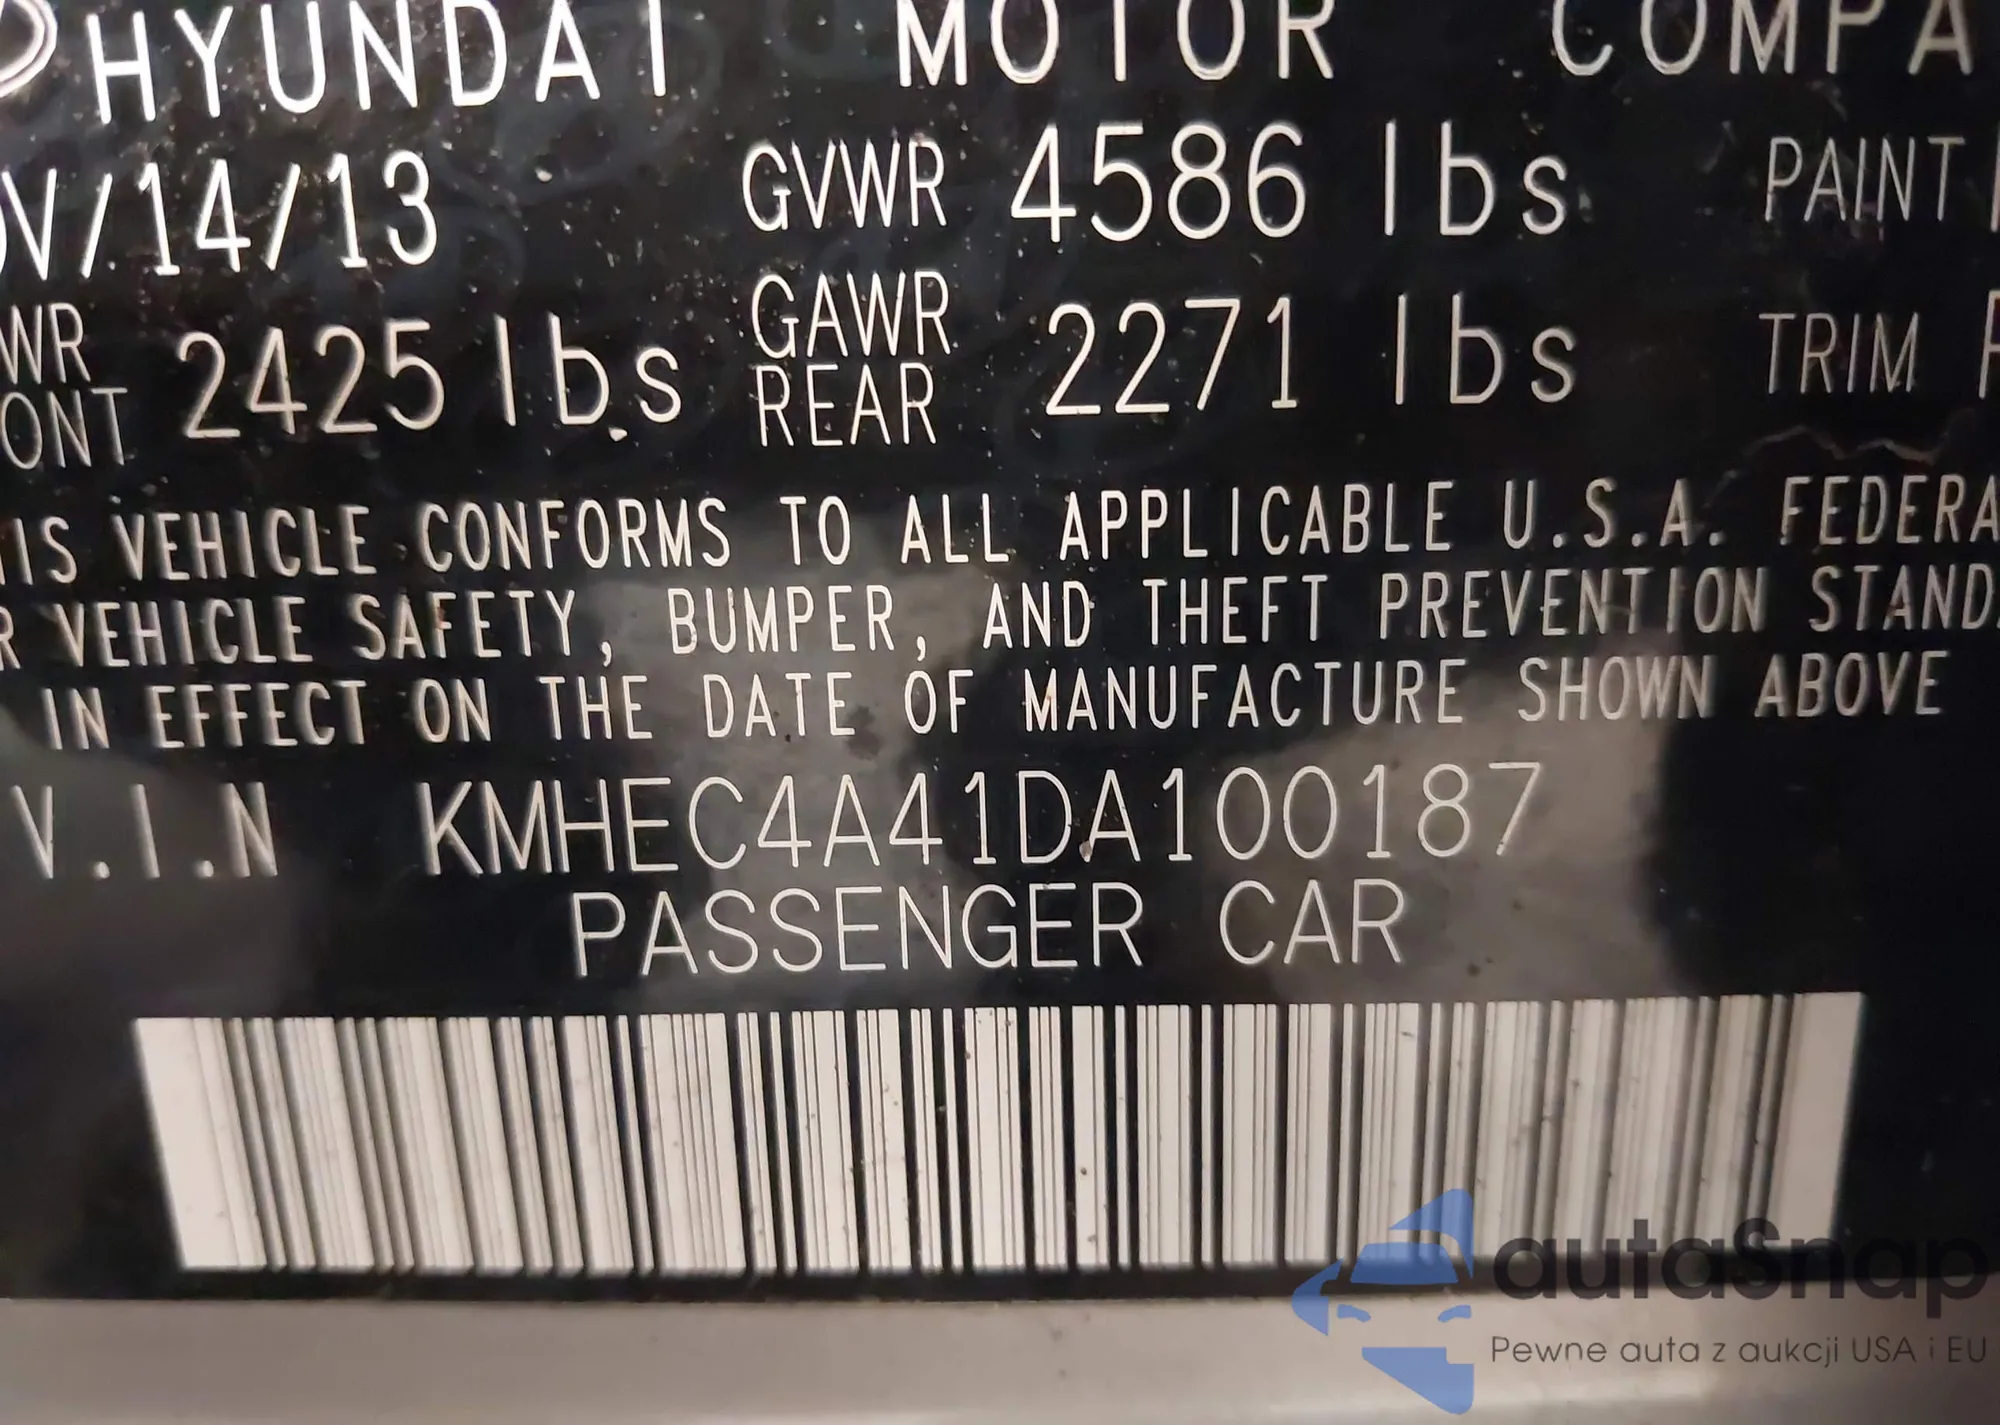 HYUNDAI MOTOR COMPA
OV/14/13 GVWR 4586 lbs PAINT
WR ONT 2425 lbs GAWR REAR 2271 lbs TRIM
IS VEHICLE CONFORMS TO ALL APPLICABLE U.S.A. FEDERA
R VEHICLE SAFETY, BUMPER, AND THEFT PREVENTION STAND
IN EFFECT ON THE DATE OF MANUFACTURE SHOWN ABOVE
V.I.N KMHEC4A41DA100187
PASSENGER CAR
autaSnap
Pewne auta z aukcji USA i EU